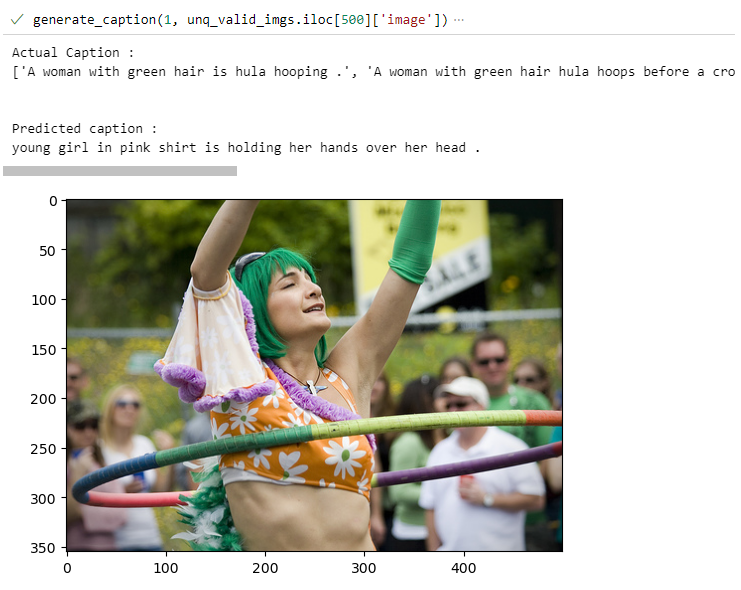 generate_caption(1, unq_valid_imgs.iloc[500]['image']) ...
Actual Caption :
['A woman with green hair is hula hooping .', 'A woman with green hair hula hoops before a cro
Predicted caption :
young girl in pink shirt is holding her hands over her head .
0
50
100
150
200
250
300
350
SALE
0 100 200 300 400